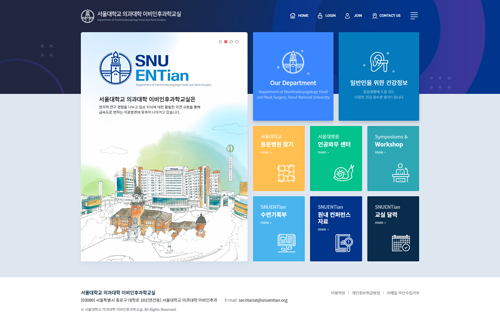 서울대학교 의과대학 이비인후과학교실
Department of Otorhinolaryngology-Head and Neck Surgery
HOME
LOGIN
JOIN
CONTACT US
SNU
ENTian
Department of Otorhinolaryngology-Head and Neck Surgery
서울대학교 의과대학 이비인후과학교실은
Our Department
Department of Otorhinolaryngology-Head
and Neck Surgery, Seoul National University
일반인을 위한 건강정보
서울대학교
동문병원 찾기
more
서울대병원
인공와우 센터
more
Symposiums &
Workshop
more
SNUENTian
수련기록부
more
SNUENTian
원내 컨퍼런스
자료
more
SNUENTian
교실 달력
more
서울대학교 의과대학 이비인후과학교실
[03080] 서울특별시 종로구 대학로 101(연건동) 서울대학교 의과대학 이비인후과
E-mail. secritariat@snuentian.org
이용약관
개인정보취급방침
이메일 무단수집거부
© 서울대학교 의과대학 이비인후과학교실. All Rights Reserved.